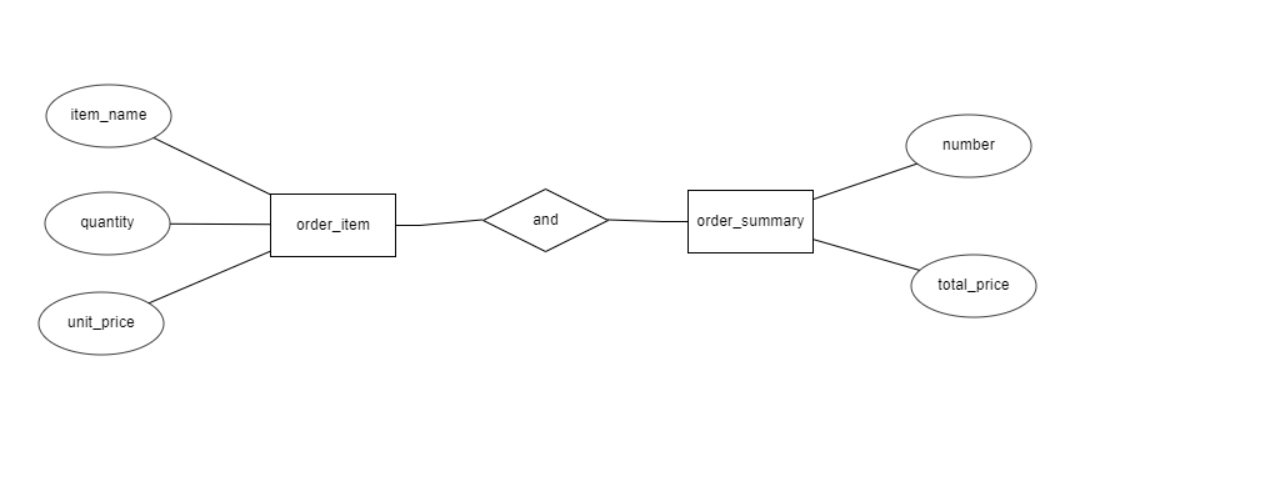 item_name
number
quantity
order_item
and
order_summary
unit_price
total_price